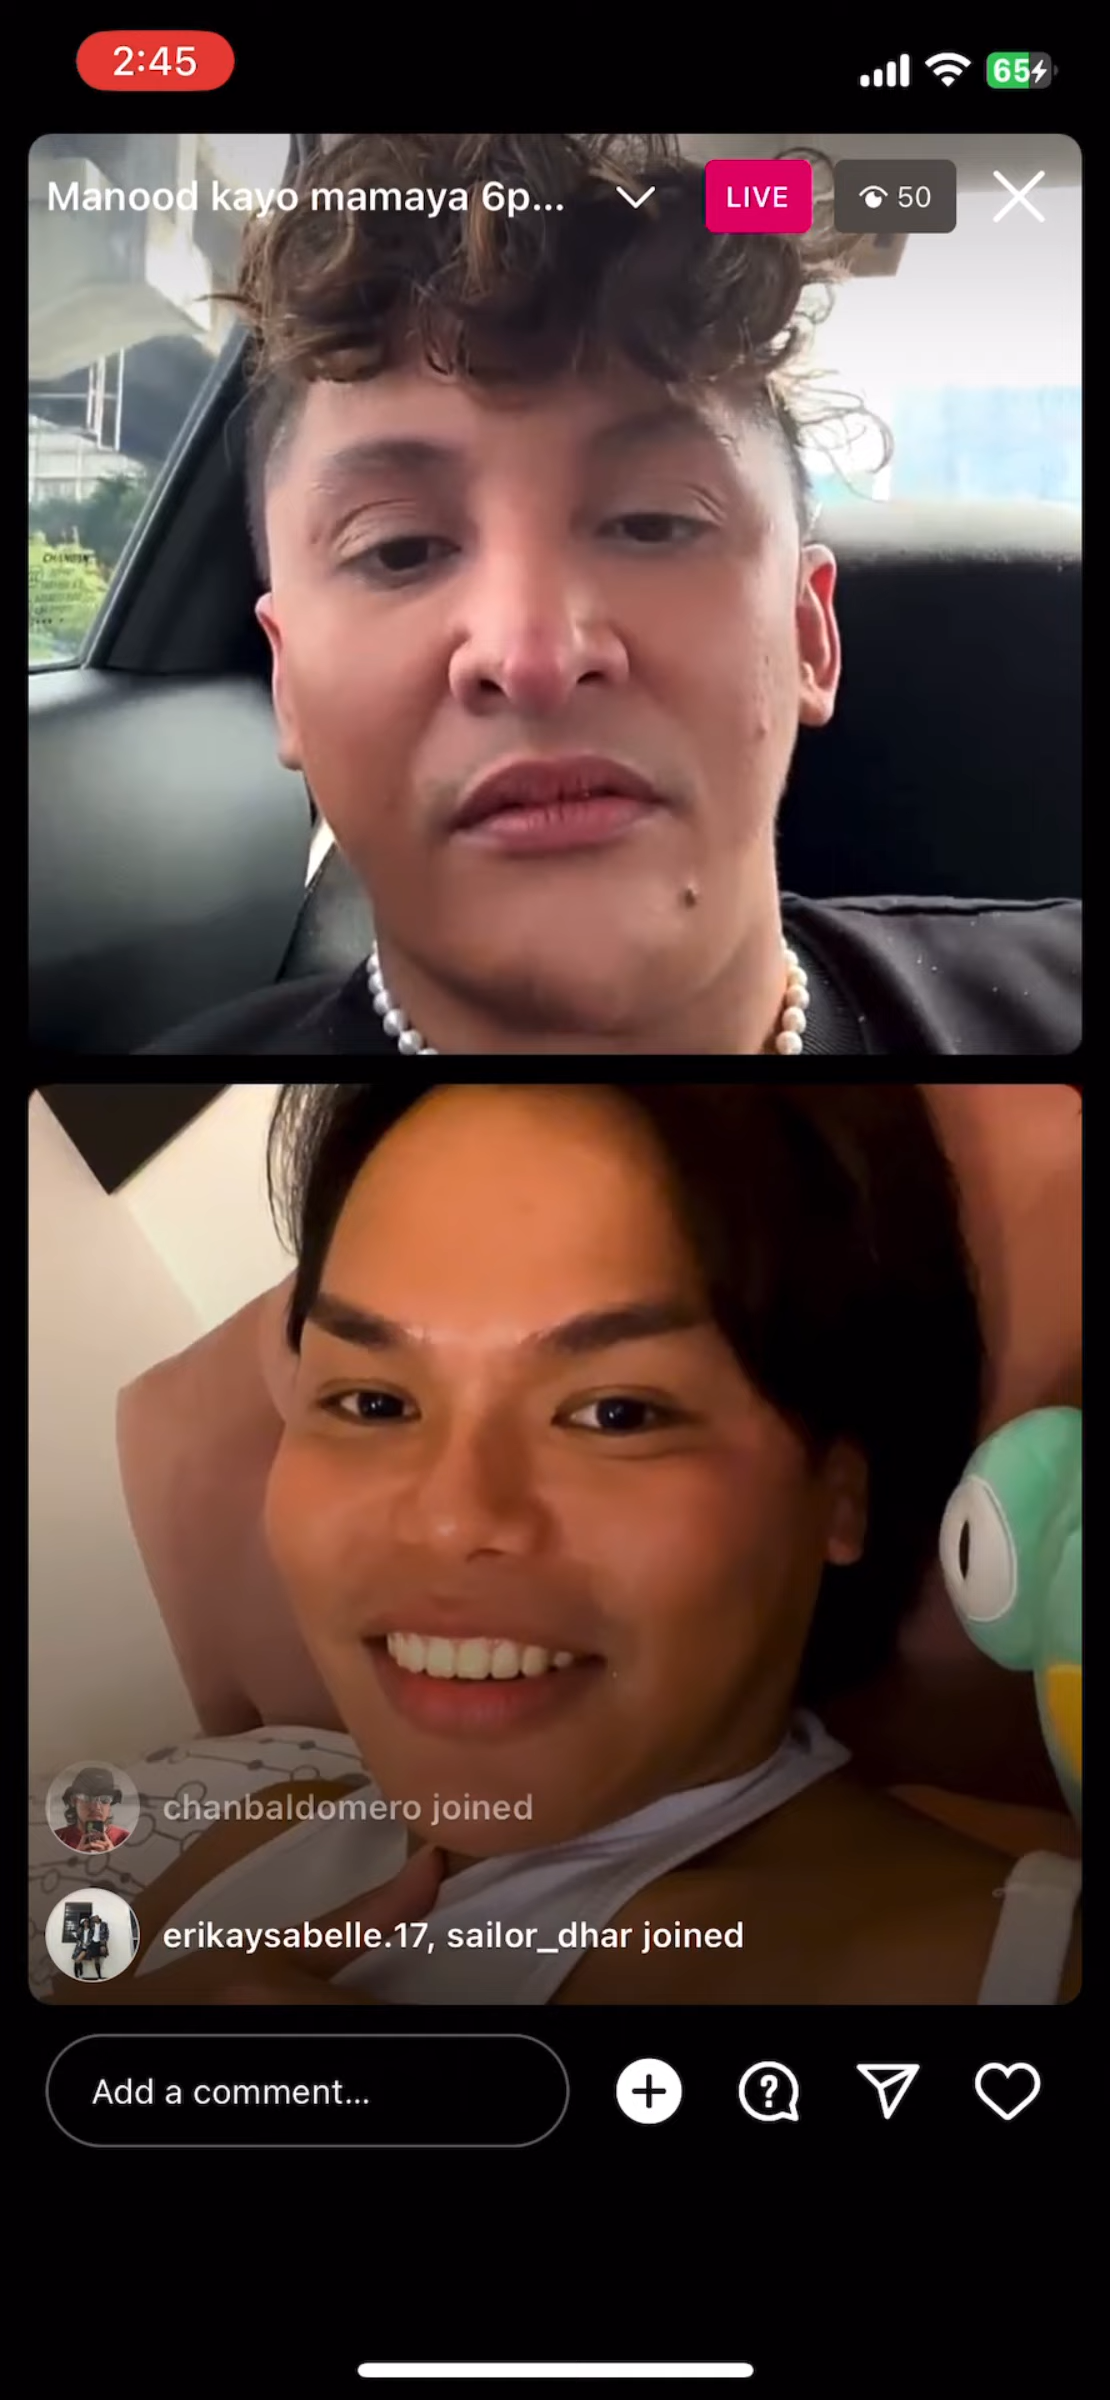 2:45
65
Manood kayo mamaya 6p...
LIVE
50
chanbaldomero joined
erikaysabelle.17, sailor_dhar joined
Add a comment...